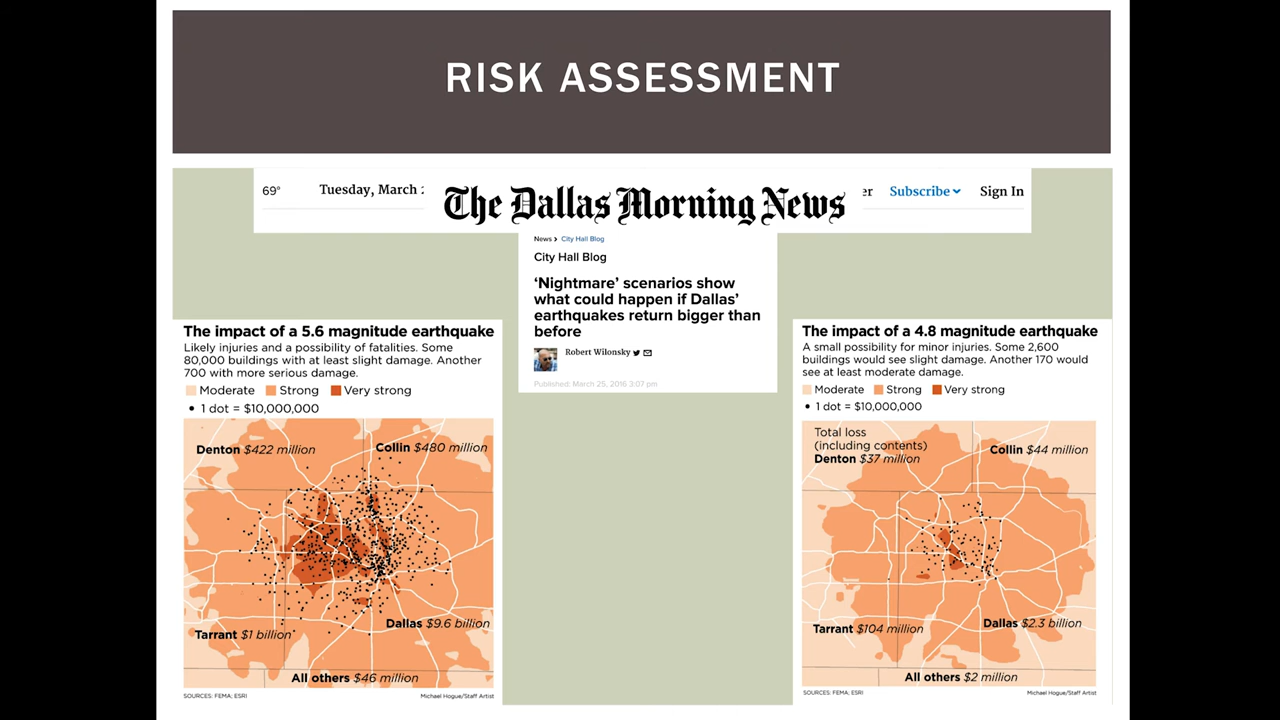 RISK ASSESSMENT
69°
Tuesday, March
The Dallas Morning News
er
Subscribe
Sign In
News › City Hall Blog
City Hall Blog
‘Nightmare’ scenarios show
what could happen if Dallas’
earthquakes return bigger than
before
Robert Wilonsky
Published: March 25, 2016 3:07 pm
The impact of a 5.6 magnitude earthquake
Likely injuries and a possibility of fatalities. Some
80,000 buildings with at least slight damage. Another
700 with more serious damage.
Moderate Strong Very strong
• 1 dot = $10,000,000
Denton $422 million
Collin $480 million
Dallas $9.6 billion
Tarrant $1 billion
All others $46 million
SOURCES: FEMA; ESRI
Michael Hogue/Staff Artist
The impact of a 4.8 magnitude earthquake
A small possibility for minor injuries. Some 2,600
buildings would see slight damage. Another 170 would
see at least moderate damage.
Moderate Strong Very strong
• 1 dot = $10,000,000
Total loss
(including contents)
Denton $37 million
Collin $44 million
Tarrant $104 million
Dallas $2.3 billion
All others $2 million
SOURCES: FEMA; ESRI
Michael Hogue/Staff Artist